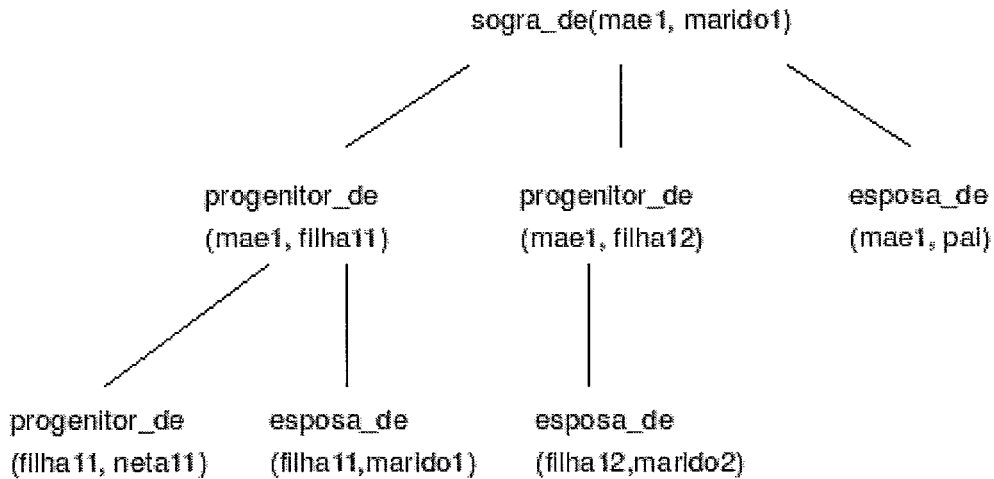 sogra_de(mae1, marido1)
progenitor_de
(mae1, filha11)
progenitor_de
(mae1, filha12)
esposa_de
(mae1, pai)
progenitor_de
(filha11, neta11)
esposa_de
(filha11,marido1)
esposa_de
(filha12,marido2)